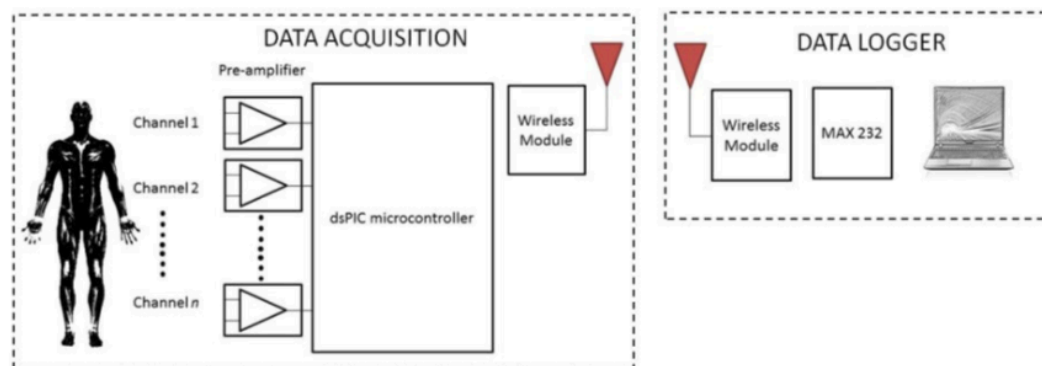 DATA ACQUISITION
Pre-amplifier
Channel 1
Channel 2
Channel n
dsPIC microcontroller
Wireless
Module
DATA LOGGER
Wireless
Module
MAX 232